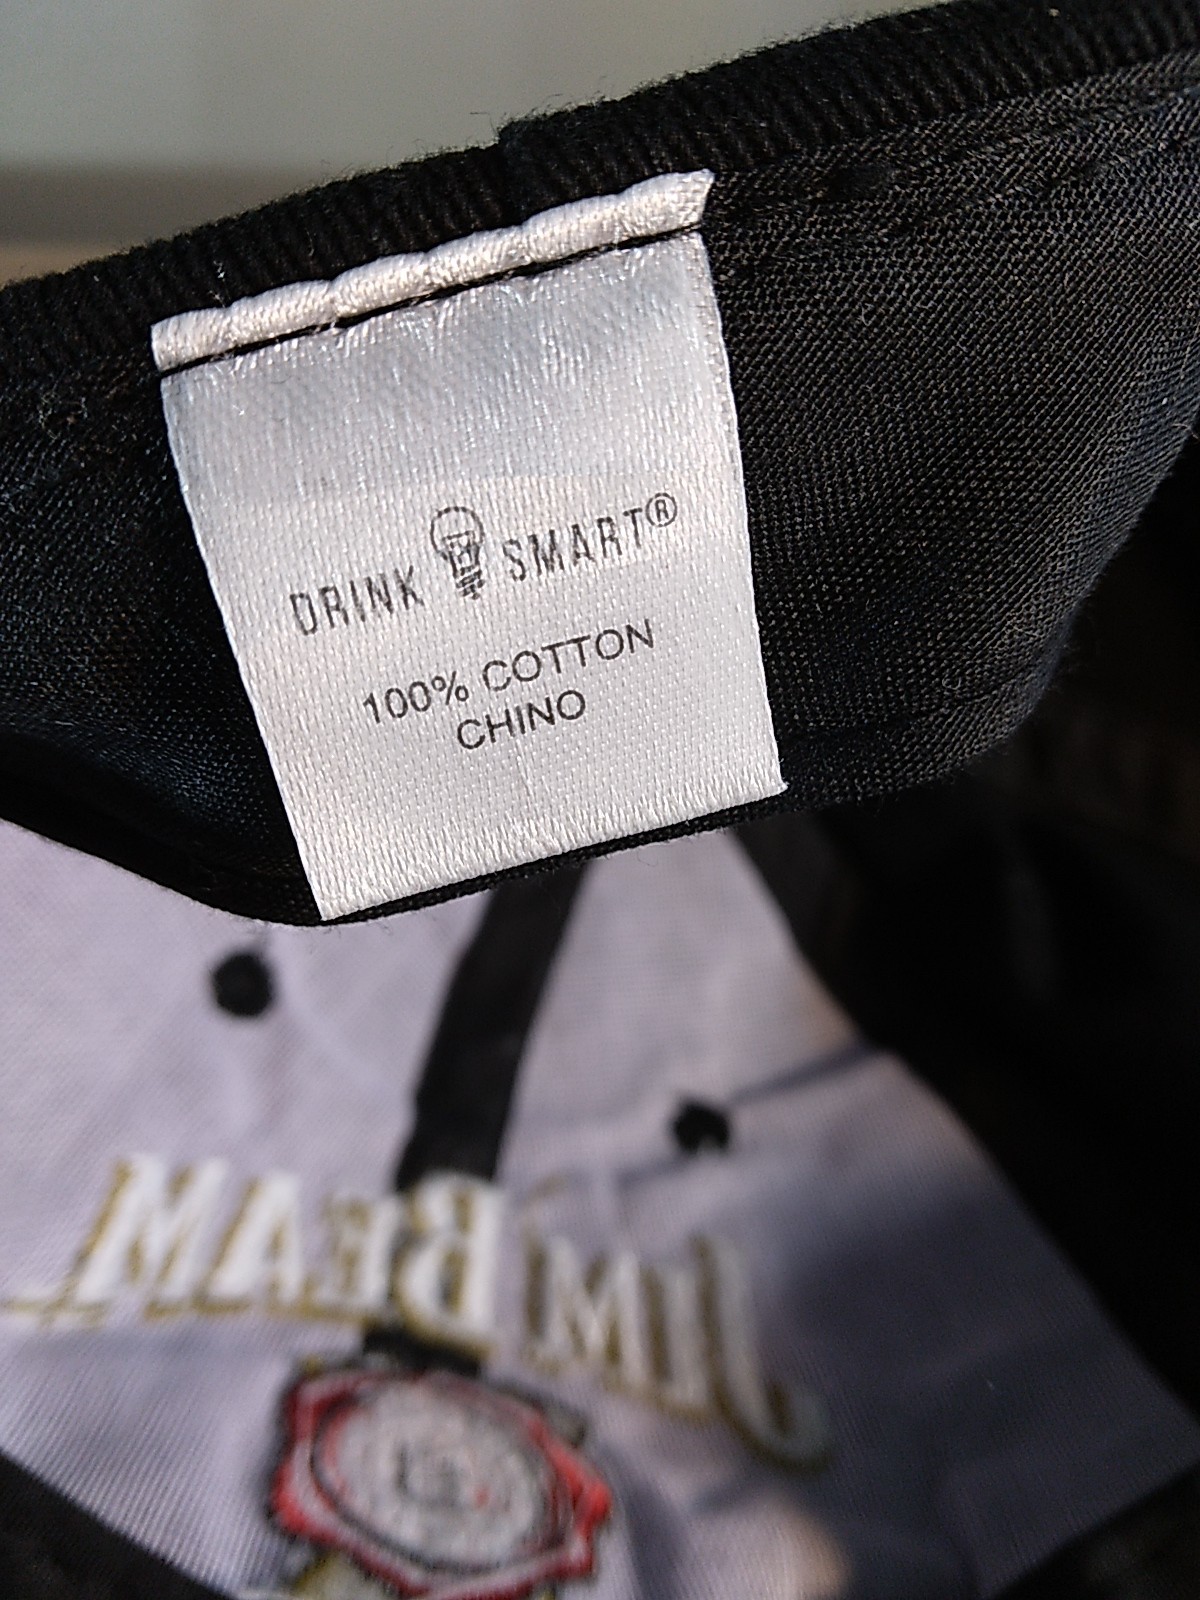 DRINK SMART®
100% COTTON
CHINO
JIM BEAM